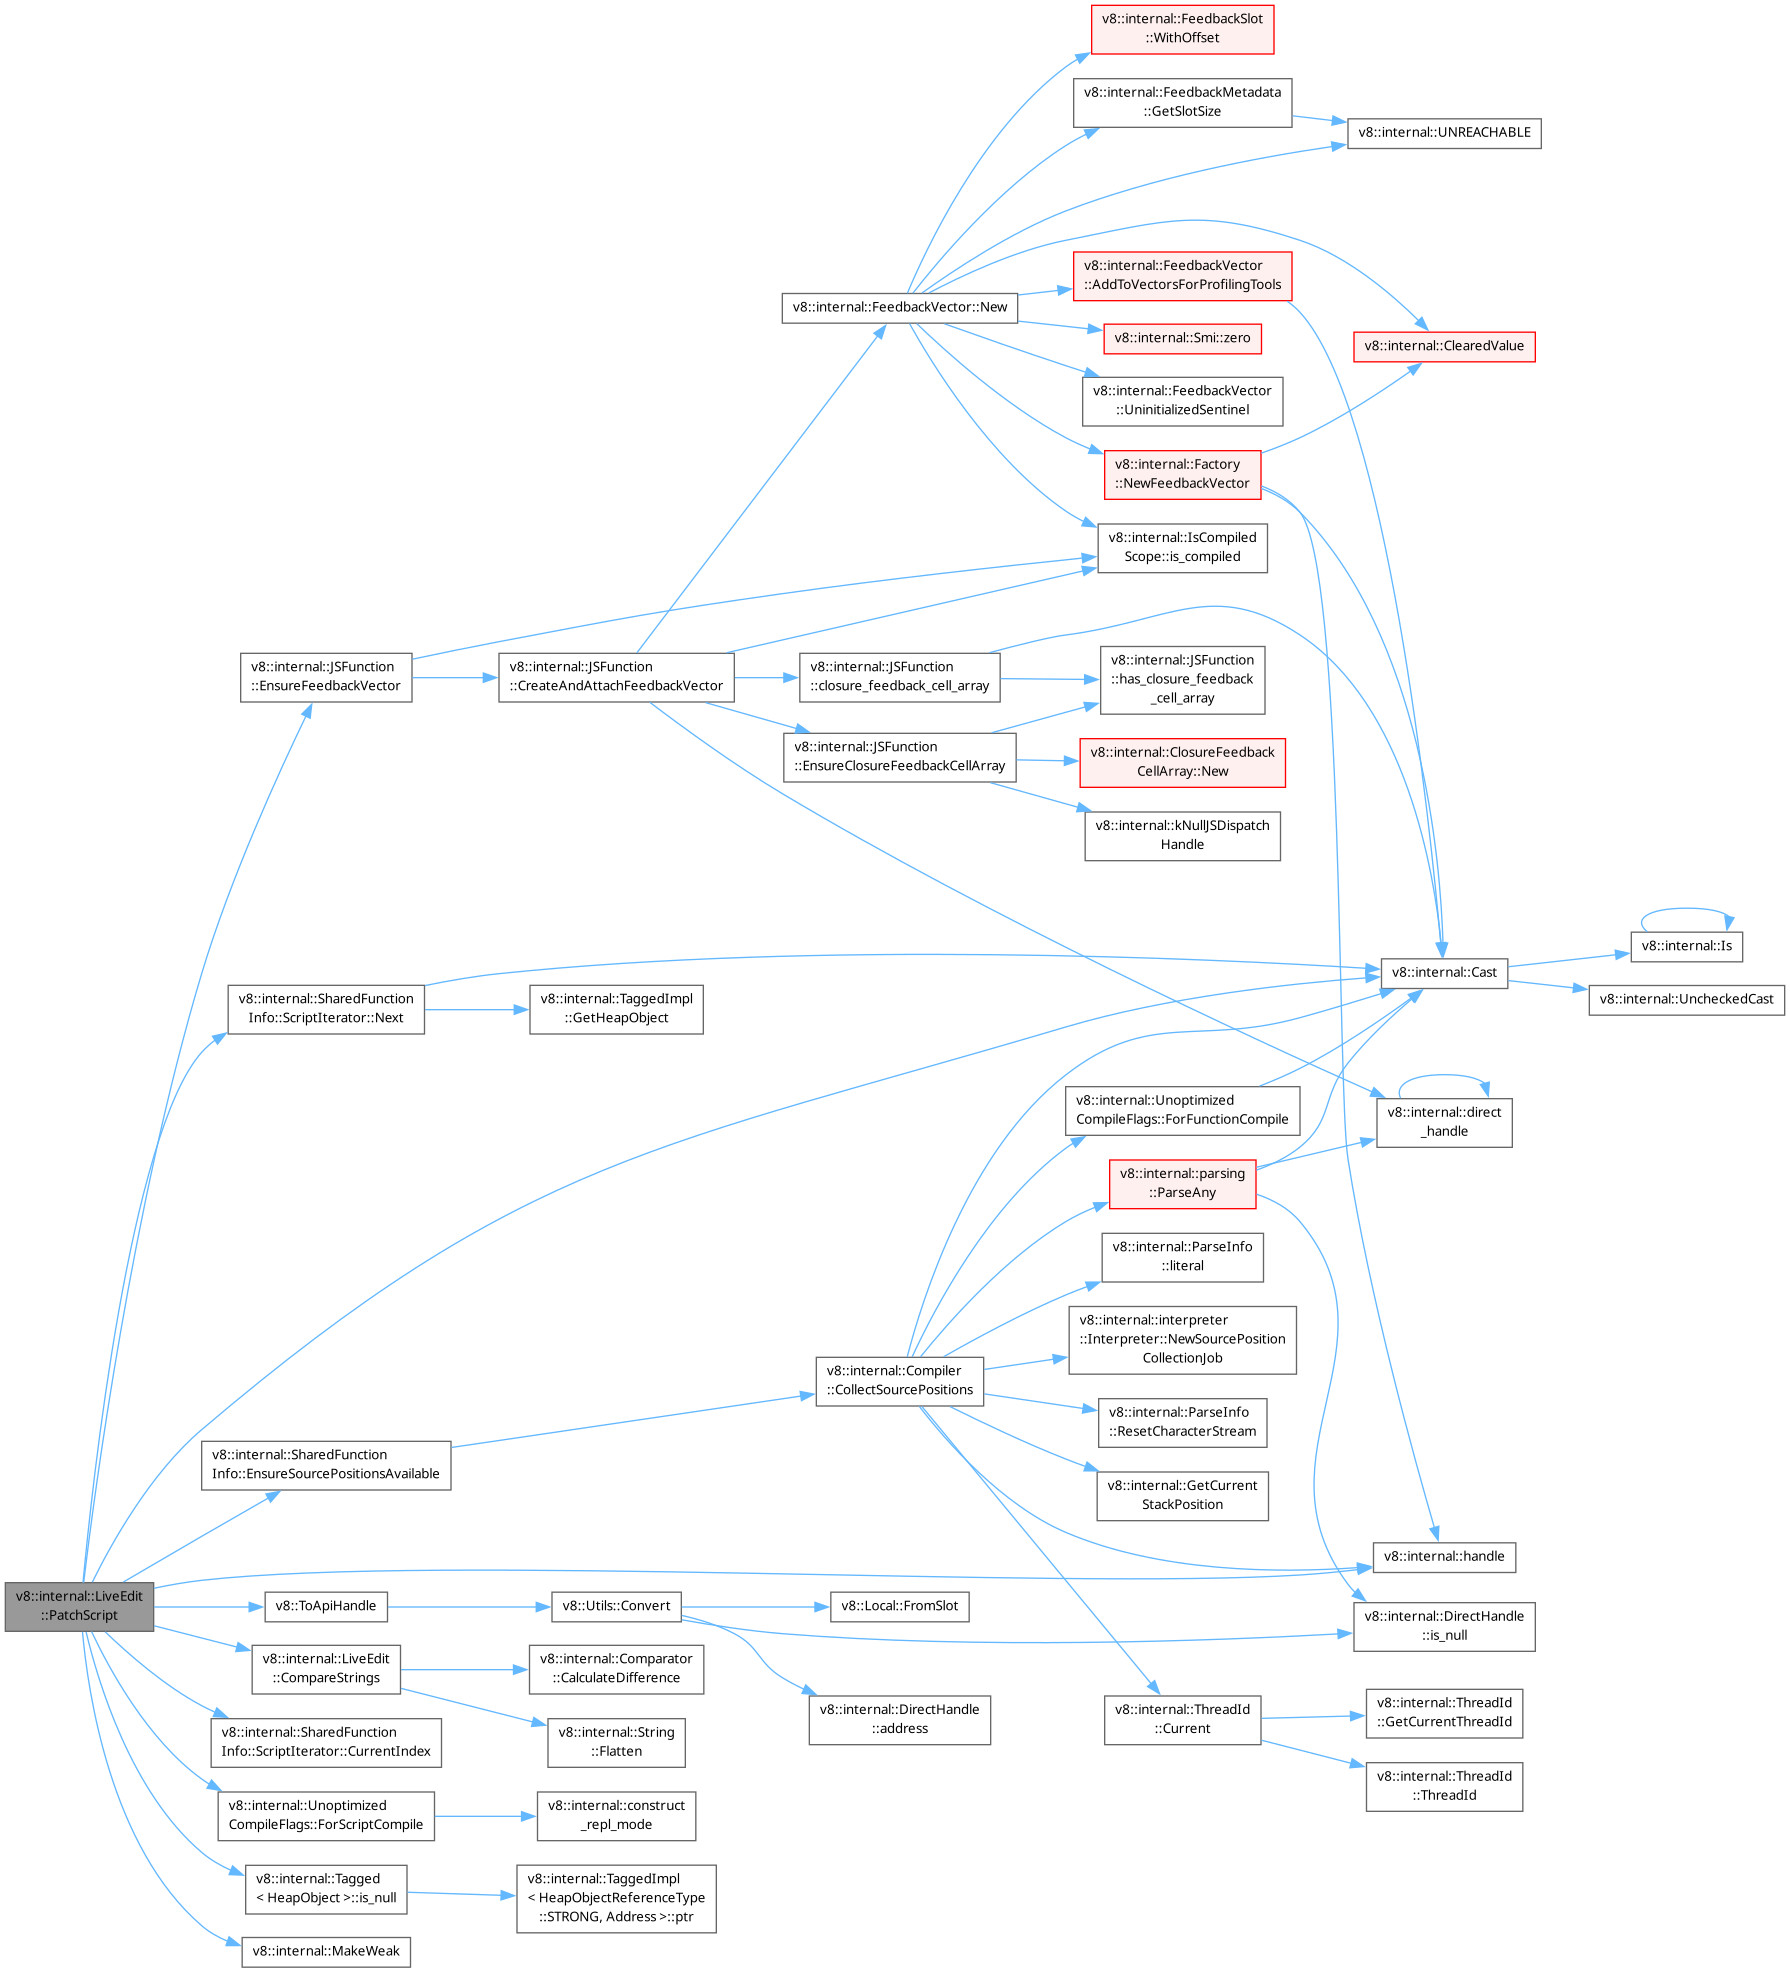 v8::internal::FeedbackSlot
::WithOffset
v8::internal::FeedbackMetadata
::GetSlotSize
v8::internal::UNREACHABLE
v8::internal::FeedbackVector
::AddToVectorsForProfilingTools
v8::internal::FeedbackVector::New
v8::internal::Smi::zero
v8::internal::ClearedValue
v8::internal::FeedbackVector
::UninitializedSentinel
v8::internal::Factory
::NewFeedbackVector
v8::internal::IsCompiled
Scope::is_compiled
v8::internal::JSFunction
::EnsureFeedbackVector
v8::internal::JSFunction
::CreateAndAttachFeedbackVector
v8::internal::JSFunction
::closure_feedback_cell_array
v8::internal::JSFunction
::has_closure_feedback
_cell_array
v8::internal::JSFunction
::EnsureClosureFeedbackCellArray
v8::internal::ClosureFeedback
CellArray::New
v8::internal::kNullJSDispatch
Handle
v8::internal::Is
v8::internal::Cast
v8::internal::UncheckedCast
v8::internal::SharedFunction
Info::ScriptIterator::Next
v8::internal::TaggedImpl
::GetHeapObject
v8::internal::Unoptimized
CompileFlags::ForFunctionCompile
v8::internal::direct
_handle
v8::internal::parsing
::ParseAny
v8::internal::ParseInfo
::literal
v8::internal::interpreter
::Interpreter::NewSourcePosition
CollectionJob
v8::internal::Compiler
::CollectSourcePositions
v8::internal::ParseInfo
::ResetCharacterStream
v8::internal::SharedFunction
Info::EnsureSourcePositionsAvailable
v8::internal::GetCurrent
StackPosition
v8::internal::handle
v8::internal::LiveEdit
::PatchScript
v8::ToApiHandle
v8::Utils::Convert
v8::Local::FromSlot
v8::internal::DirectHandle
::is_null
v8::internal::LiveEdit
::CompareStrings
v8::internal::Comparator
::CalculateDifference
v8::internal::DirectHandle
::address
v8::internal::ThreadId
::Current
v8::internal::ThreadId
::GetCurrentThreadId
v8::internal::SharedFunction
Info::ScriptIterator::CurrentIndex
v8::internal::String
::Flatten
v8::internal::ThreadId
::ThreadId
v8::internal::Unoptimized
CompileFlags::ForScriptCompile
v8::internal::construct
_repl_mode
v8::internal::Tagged
< HeapObject >::is_null
v8::internal::TaggedImpl
< HeapObjectReferenceType
::STRONG, Address >::ptr
v8::internal::MakeWeak